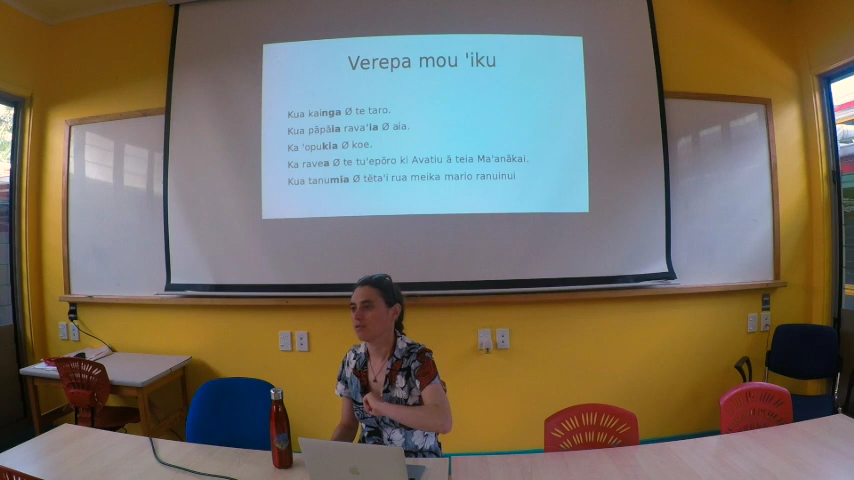 Verepa mou 'iku
Kua kainga Ø te taro.
Kua pāpāia rava'ia Ø aia.
Ka 'opukia Ø koe.
Ka ravea Ø te tu'epōro ki Avatiu ā teia Ma'anākai.
Kua tanumia Ø tēta'i rua meika mario ranuinui